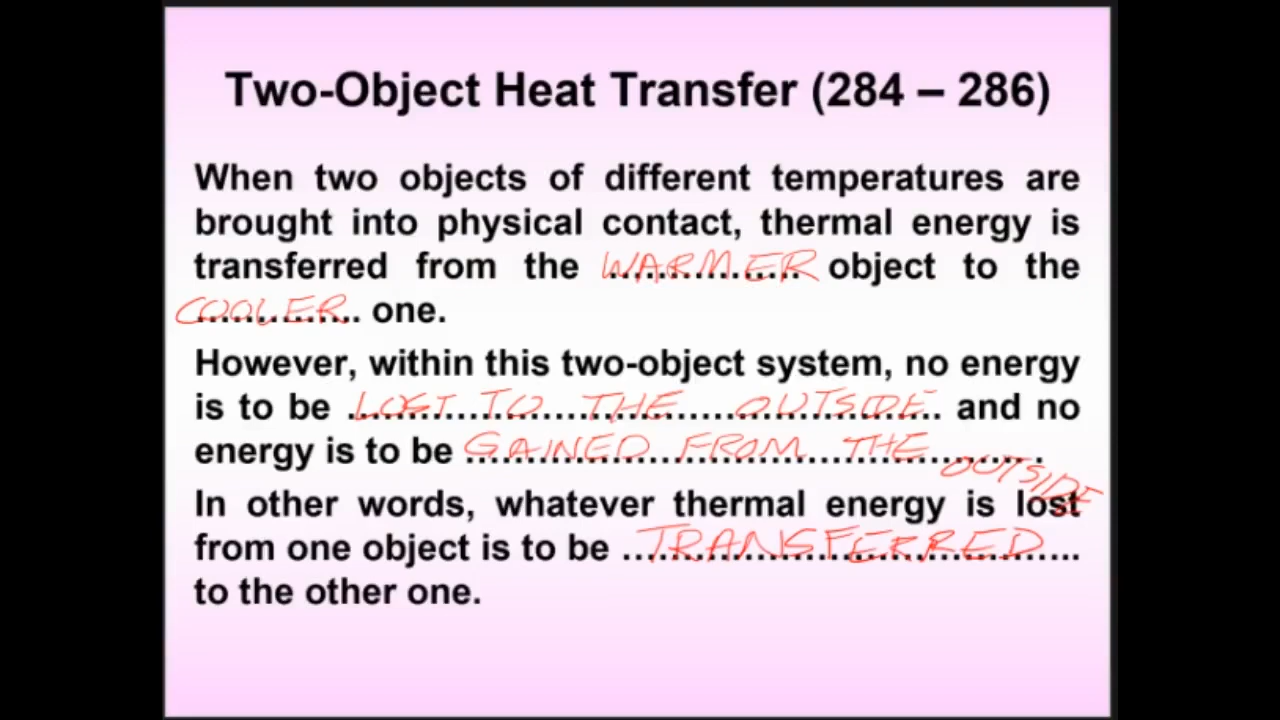 Two-Object Heat Transfer (284 – 286)
When two objects of different temperatures are
brought into physical contact, thermal energy is
transferred from the WARMER object to the
COOLER one.
However, within this two-object system, no energy
is to be LOST TO THE OUTSIDE and no
energy is to be GAINED FROM THE OUTSIDE.
In other words, whatever thermal energy is lost
from one object is to be TRANSFERRED
to the other one.